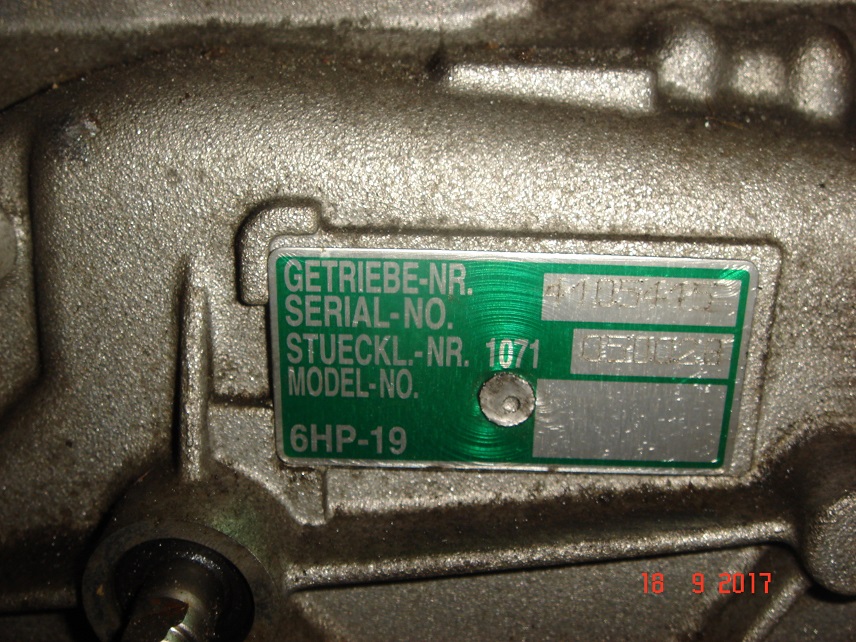 GETRIEBE-NR.
SERIAL-NO.
STUECKL.-NR. 1071
MODEL-NO.
6HP-19
18 9 2017